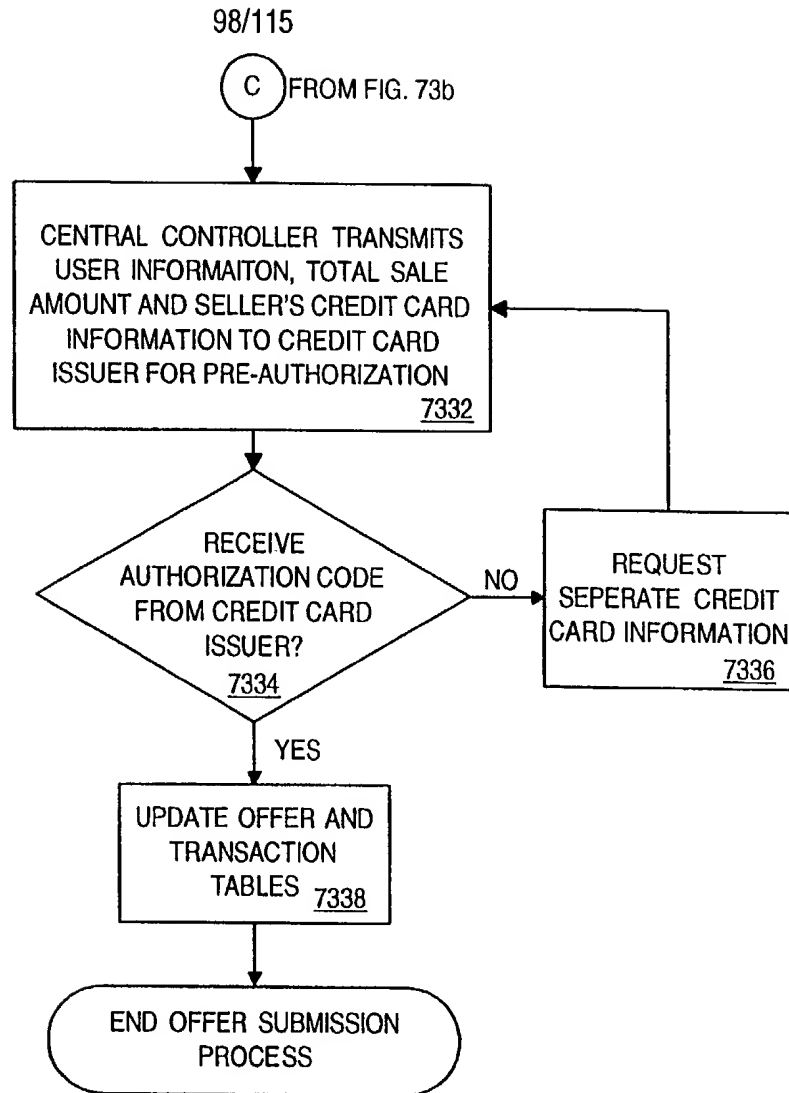 98/115
C FROM FIG. 73b
CENTRAL CONTROLLER TRANSMITS
USER INFORMAITON, TOTAL SALE
AMOUNT AND SELLER'S CREDIT CARD
INFORMATION TO CREDIT CARD
ISSUER FOR PRE-AUTHORIZATION
7332
RECEIVE
AUTHORIZATION CODE
FROM CREDIT CARD
ISSUER?
7334
NO
REQUEST
SEPERATE CREDIT
CARD INFORMATION
7336
YES
UPDATE OFFER AND
TRANSACTION
TABLES 7338
END OFFER SUBMISSION
PROCESS